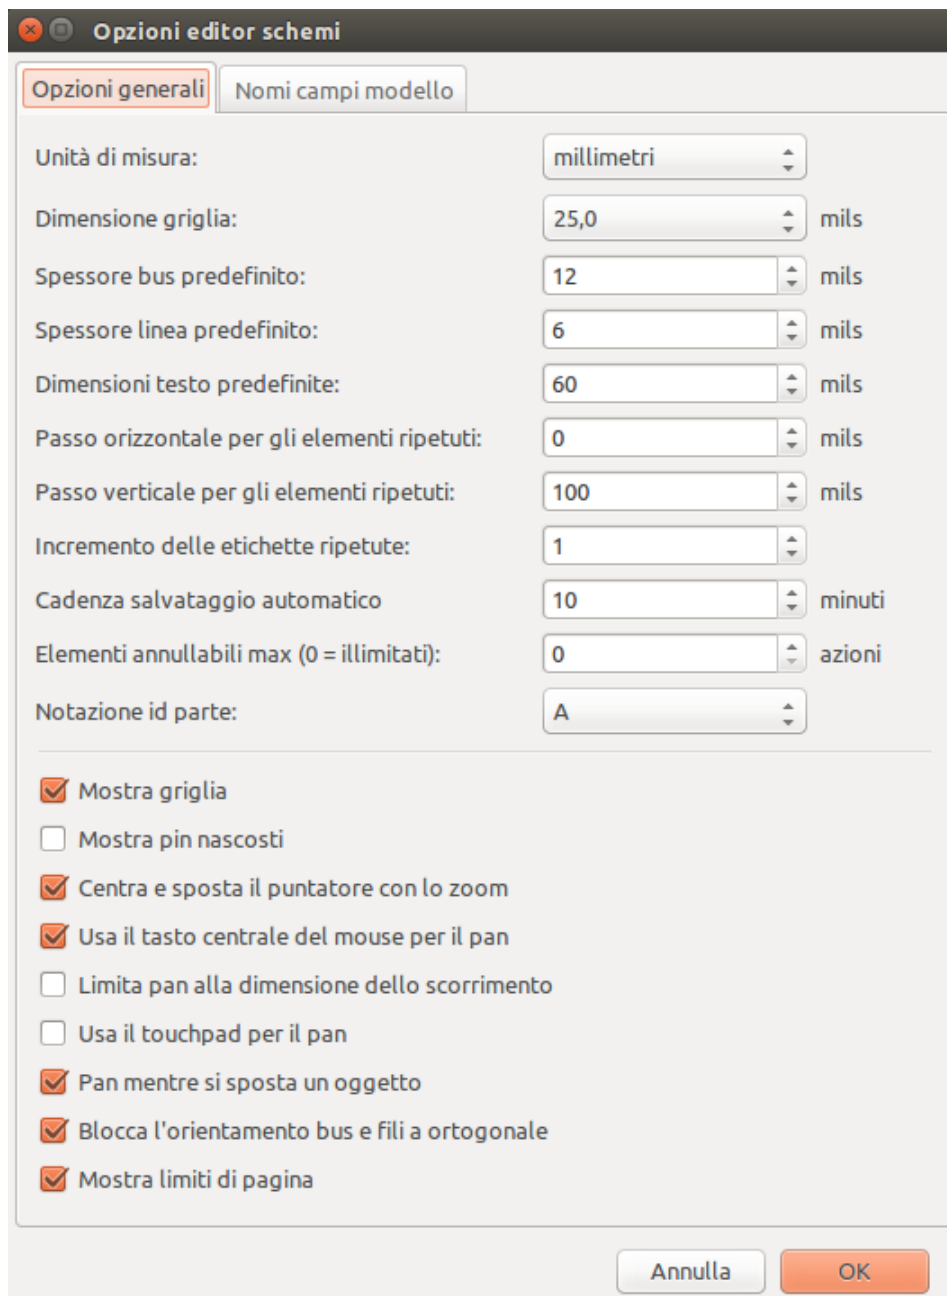 Opzioni editor schemi
Opzioni generali Nomi campi modello
Unità di misura: millimetri
Dimensione griglia: 25,0 mils
Spessore bus predefinito: 12 mils
Spessore linea predefinito: 6 mils
Dimensioni testo predefinite: 60 mils
Passo orizzontale per gli elementi ripetuti: 0 mils
Passo verticale per gli elementi ripetuti: 100 mils
Incremento delle etichette ripetute: 1
Cadenza salvataggio automatico 10 minuti
Elementi annullabili max (0 = illimitati): 0 azioni
Notazione id parte: A
Mostra griglia
Mostra pin nascosti
Centra e sposta il puntatore con lo zoom
Usa il tasto centrale del mouse per il pan
Limita pan alla dimensione dello scorrimento
Usa il touchpad per il pan
Pan mentre si sposta un oggetto
Blocca l'orientamento bus e fili a ortogonale
Mostra limiti di pagina
Annulla OK